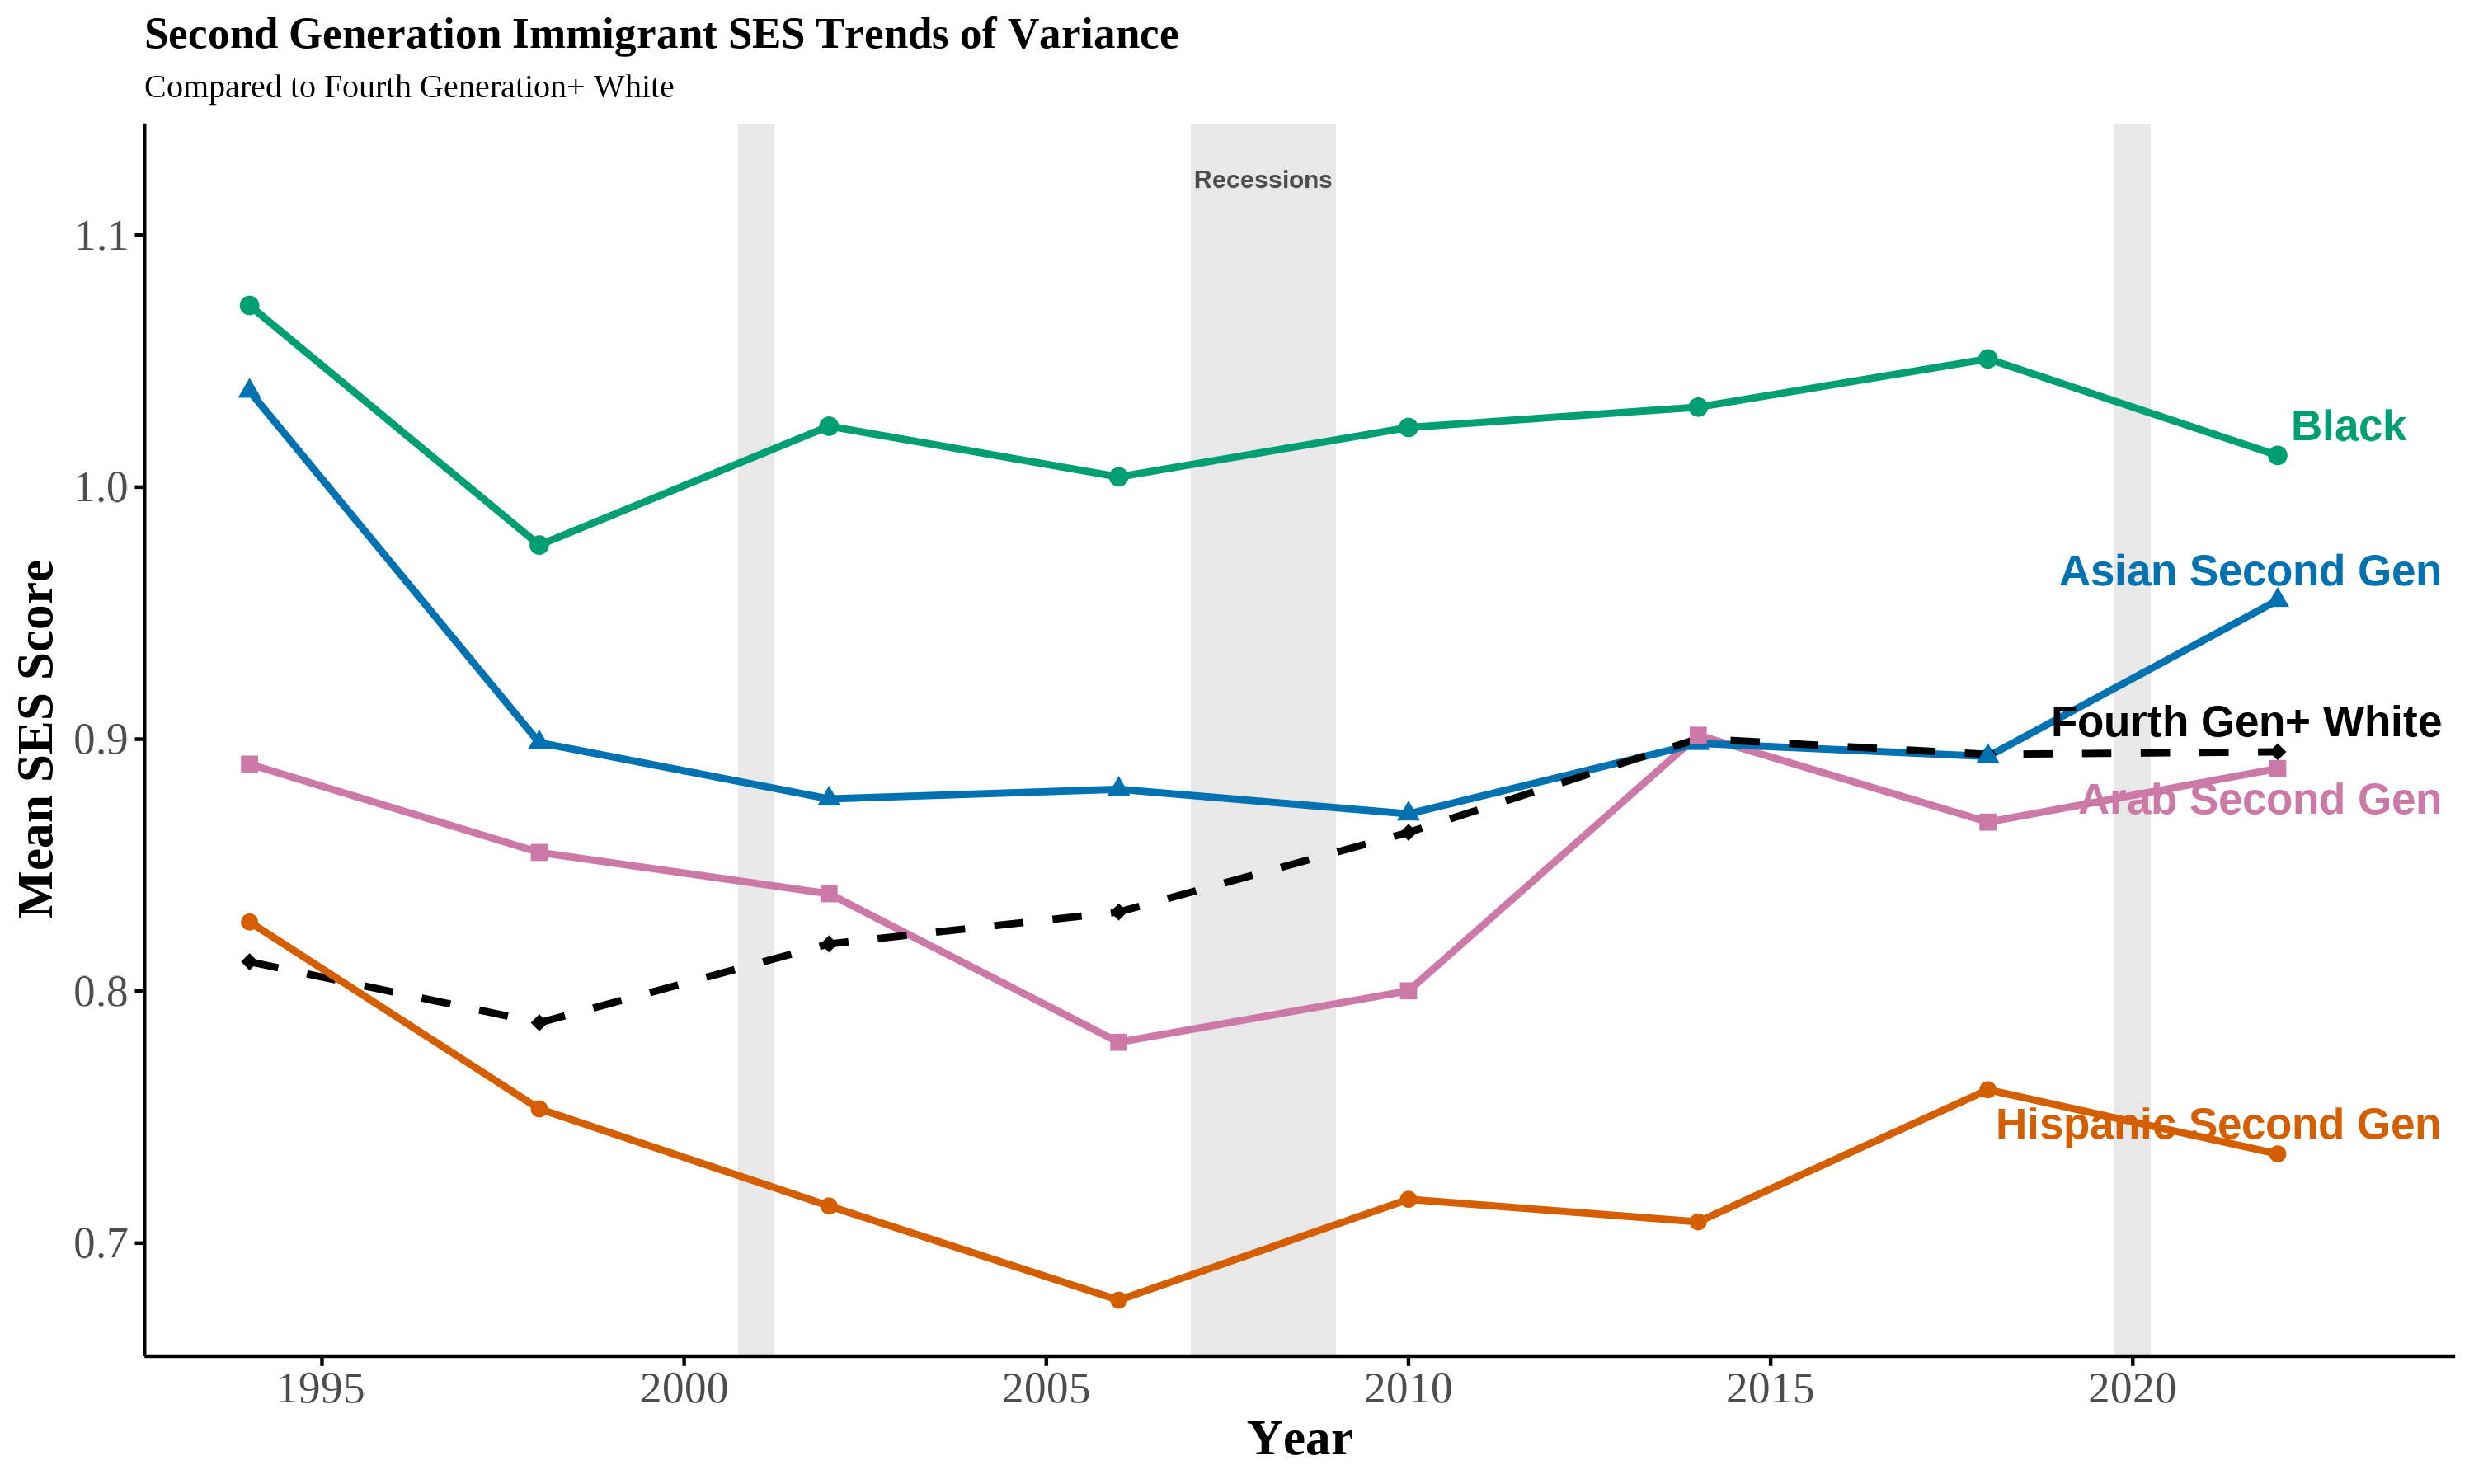 Second Generation Immigrant SES Trends of Variance
Compared to Fourth Generation+ White
Recessions
1.1
1.0
0.9
0.8
0.7
Mean SES Score
Black
Asian Second Gen
Fourth Gen+ White
Arab Second Gen
Hispanic Second Gen
1995 2000 2005 2010 2015 2020
Year